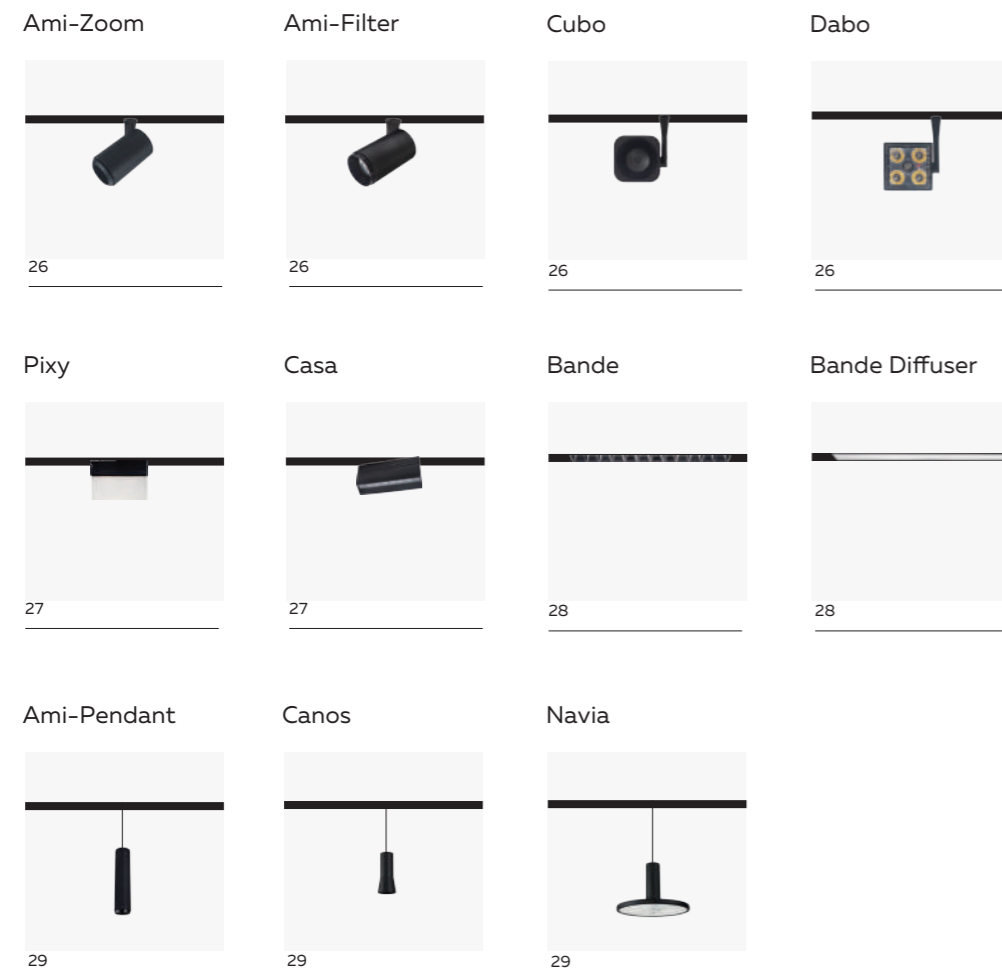 Ami-Zoom
Ami-Filter
Cubo
Dabo
26
26
26
26
Pixy
Casa
Bande
Bande Diffuser
27
27
28
28
Ami-Pendant
Canos
Navia
29
29
29